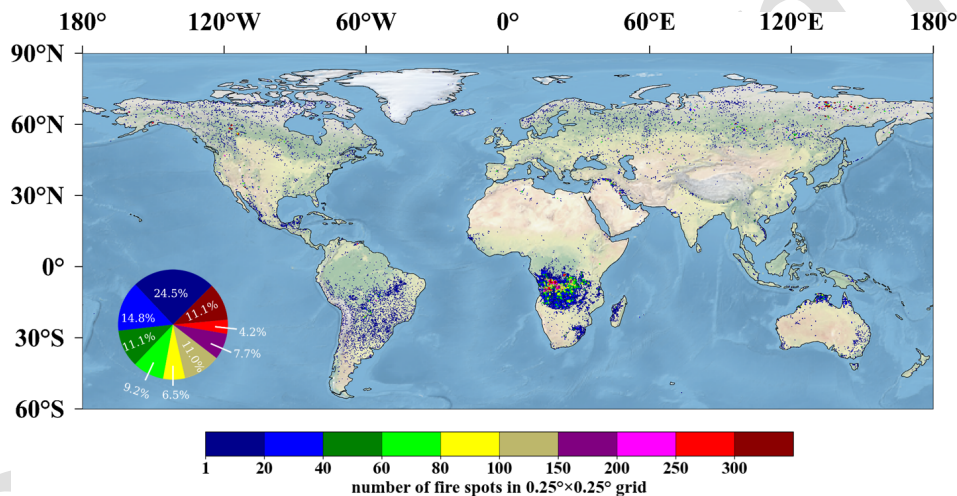 180° 120°W 60°W 0° 60°E 120°E 180°
90°N
60°N
30°N
0°
30°S
60°S
24.5%
14.8%
11.1%
11.1%
4.2%
7.7%
11.0%
9.2%
6.5%
1 20 40 60 80 100 150 200 250 300
number of fire spots in 0.25°×0.25° grid